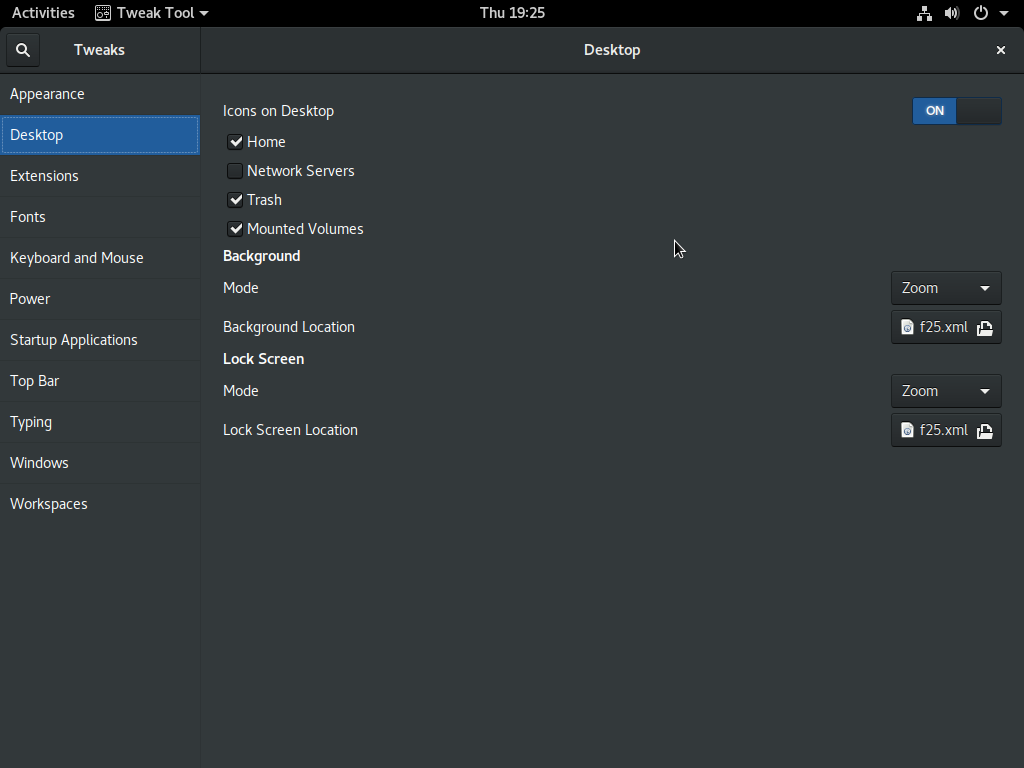 Activities Tweak Tool Thu 19:25
Tweaks Desktop
Appearance
Desktop
Extensions
Fonts
Keyboard and Mouse
Power
Startup Applications
Top Bar
Typing
Windows
Workspaces
Icons on Desktop ON
Home
Network Servers
Trash
Mounted Volumes
Background
Mode Zoom
Background Location f25.xml
Lock Screen
Mode Zoom
Lock Screen Location f25.xml